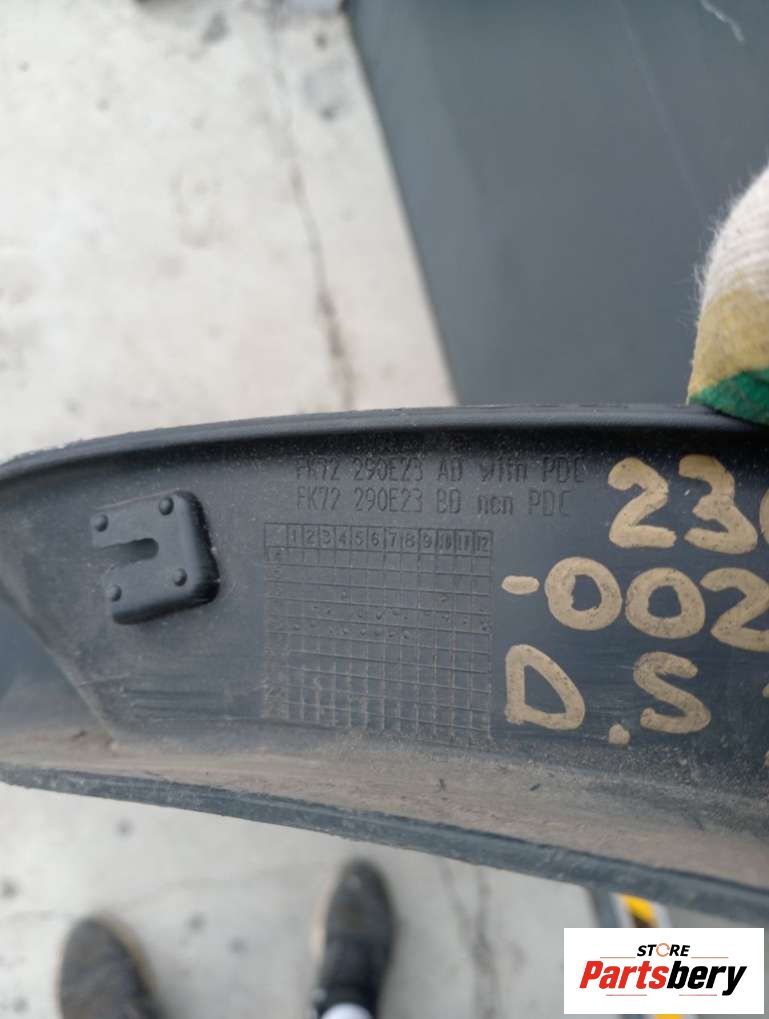 FK72 290E23 AD with PDC
FK72 290E23 BD non PDC
1 2 3 4 5 6 7 8 9 10 11 12
-002
D.S
STORE
Partsbery